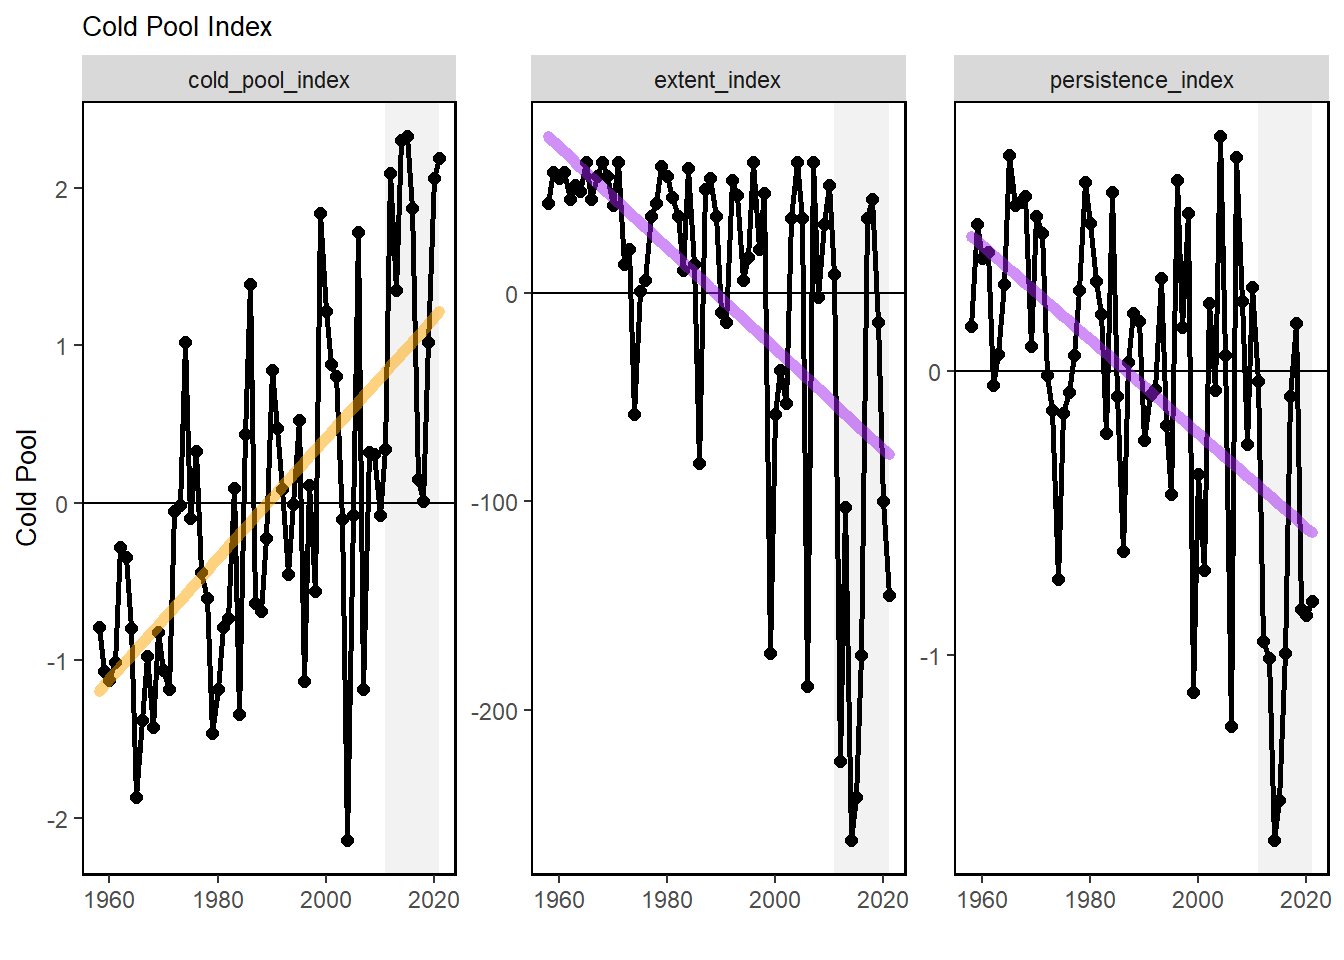 Cold Pool Index
cold_pool_index
extent_index
persistence_index
Cold Pool
2
1
0
-1
-2
0
-100
-200
0
-1
1960 1980 2000 2020
1960 1980 2000 2020
1960 1980 2000 2020